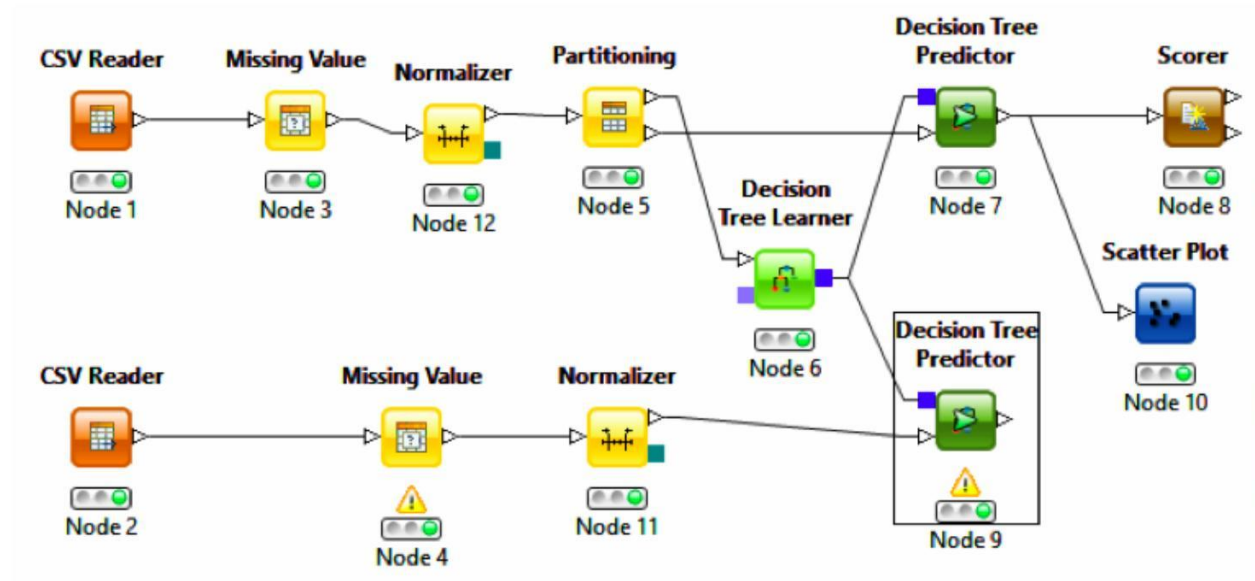 CSV Reader
Node 1
Missing Value
Node 3
Normalizer
Node 12
Partitioning
Node 5
Decision
Tree Learner
Node 6
Decision Tree
Predictor
Node 7
Scorer
Node 8
Scatter Plot
Node 10
CSV Reader
Node 2
Missing Value
Node 4
Normalizer
Node 11
Decision Tree
Predictor
Node 9